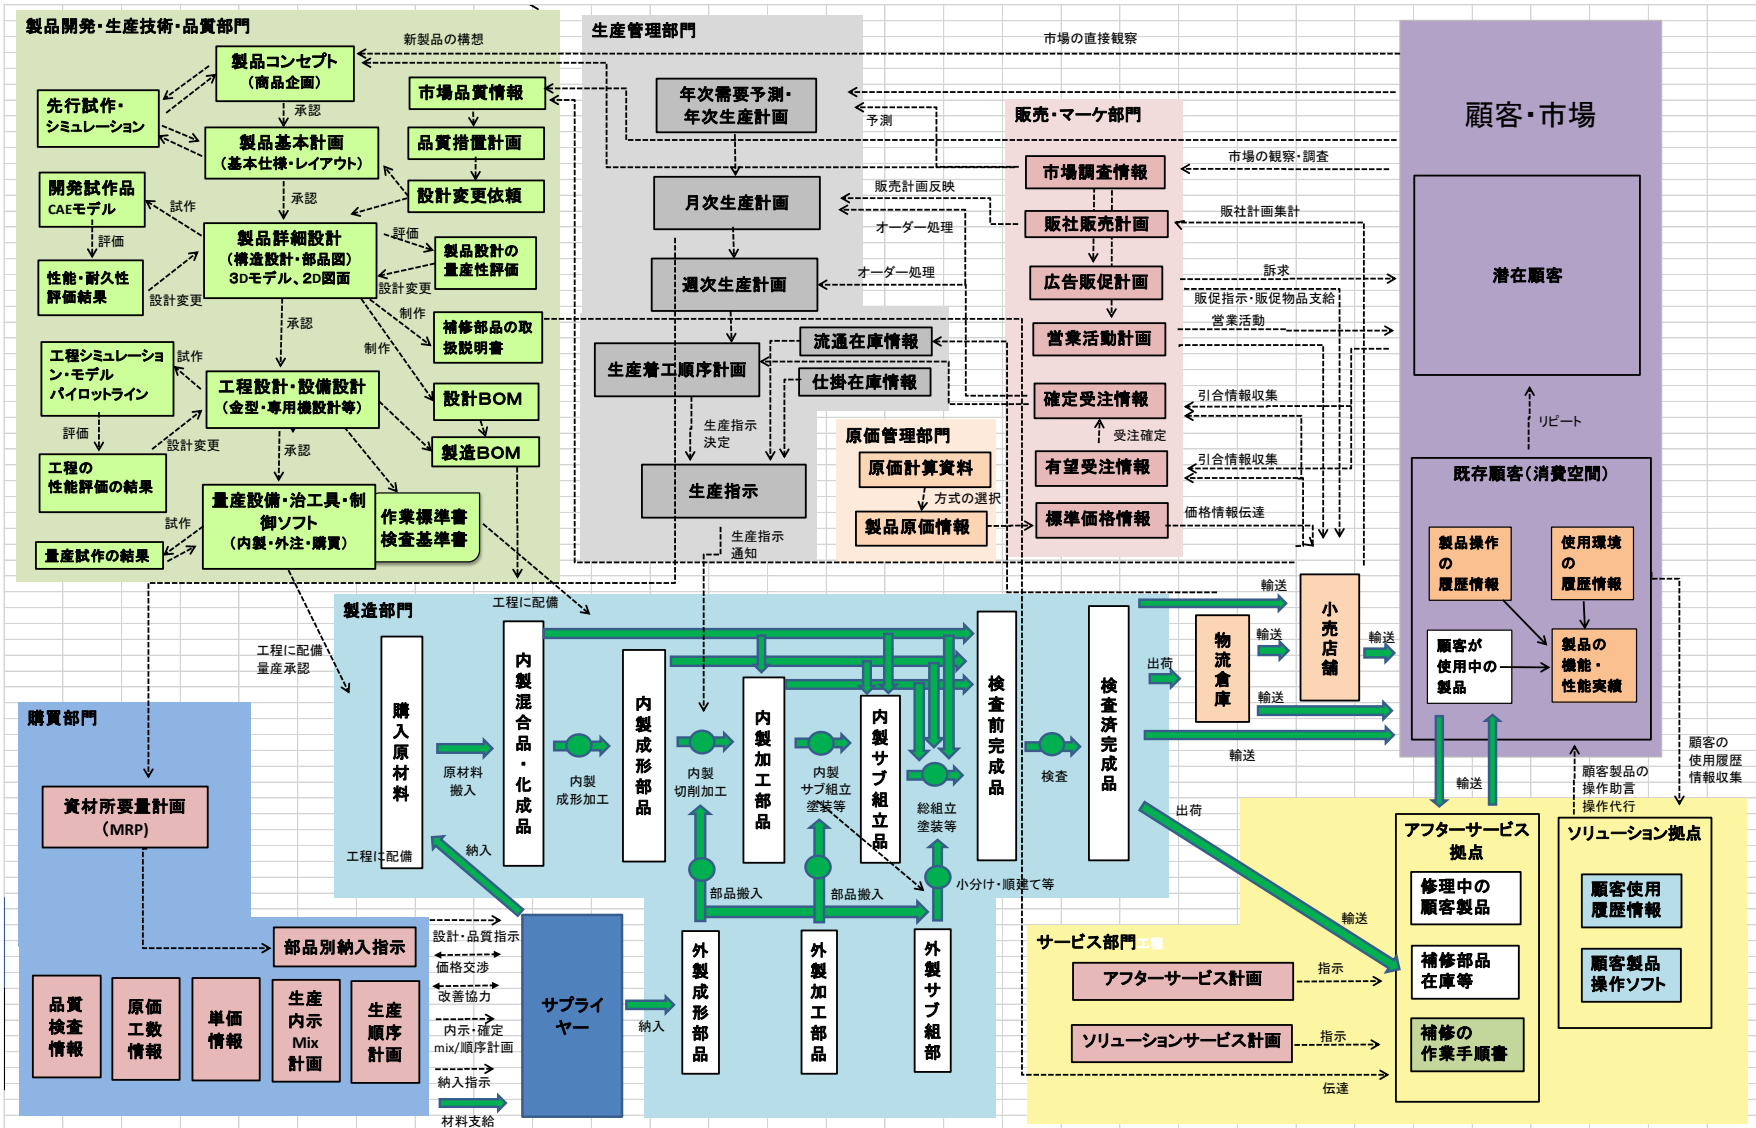 製品開発・生産技術・品質部門
製品コンセプト
（商品企画）
新製品の構想
承認
先行試作・
シミュレーション
市場品質情報
製品基本計画
（基本仕様・レイアウト）
品質措置計画
設計変更依頼
承認
開発試作品
CAEモデル
試作
評価
製品詳細設計
（構造設計・部品図）
3Dモデル、2D図面
評価
製品設計の
量産性評価
性能・耐久性
評価結果
設計変更
設計変更
承認
制作
補修部品の取
扱説明書
制作
工程シミュレーショ
ン・モデル
パイロットライン
試作
工程設計・設備設計
（金型・専用機設計等）
設計BOM
評価
設計変更
承認
製造BOM
工程の
性能評価の結果
量産設備・治工具・制
御ソフト
（内製・外注・購買）
作業標準書
検査基準書
試作
量産試作の結果
生産管理部門
年次需要予測・
年次生産計画
予測
月次生産計画
販売計画反映
オーダー処理
週次生産計画
オーダー処理
流通在庫情報
生産着工順序計画
仕掛在庫情報
生産指示
決定
生産指示
生産指示
通知
原価管理部門
原価計算資料
方式の選択
製品原価情報
販売・マーケ部門
市場調査情報
販社販売計画
広告販促計画
営業活動計画
確定受注情報
受注確定
有望受注情報
標準価格情報
市場の直接観察
市場の観察・調査
販社計画集計
訴求
販促指示・販促物品支給
営業活動
引合情報収集
引合情報収集
価格情報伝達
顧客・市場
潜在顧客
リピート
既存顧客（消費空間）
製品操作
の
履歴情報
使用環境
の
履歴情報
顧客が
使用中の
製品
製品の
機能・
性能実績
製造部門
工程に配備
工程に配備
量産承認
購入原材料
原材料
搬入
内製混合品・化成品
内製
成形加工
内製成形部品
内製
切削加工
内製加工部品
内製
サブ組立
塗装等
内製サブ組立品
総組立
塗装等
検査前完成品
検査
検査済完成品
工程に配備
納入
部品搬入
部品搬入
小分け・順建て等
出荷
出荷
物流倉庫
小売店舗
輸送
輸送
輸送
輸送
輸送
輸送
輸送
顧客製品の
操作助言
操作代行
顧客の
使用履歴
情報収集
購買部門
資材所要量計画
（MRP）
部品別納入指示
品質
検査
情報
原価
工数
情報
単価
情報
生産
内示
Mix
計画
生産
順序
計画
設計・品質指示
価格交渉
改善協力
内示・確定
mix/順序計画
納入指示
材料支給
サプライ
ヤー
納入
外製成形部品
外製加工部品
外製サブ組部
サービス部門工程
アフターサービス計画
指示
ソリューションサービス計画
指示
伝達
アフターサービス
拠点
修理中の
顧客製品
補修部品
在庫等
補修の
作業手順書
ソリューション拠点
顧客使用
履歴情報
顧客製品
操作ソフト